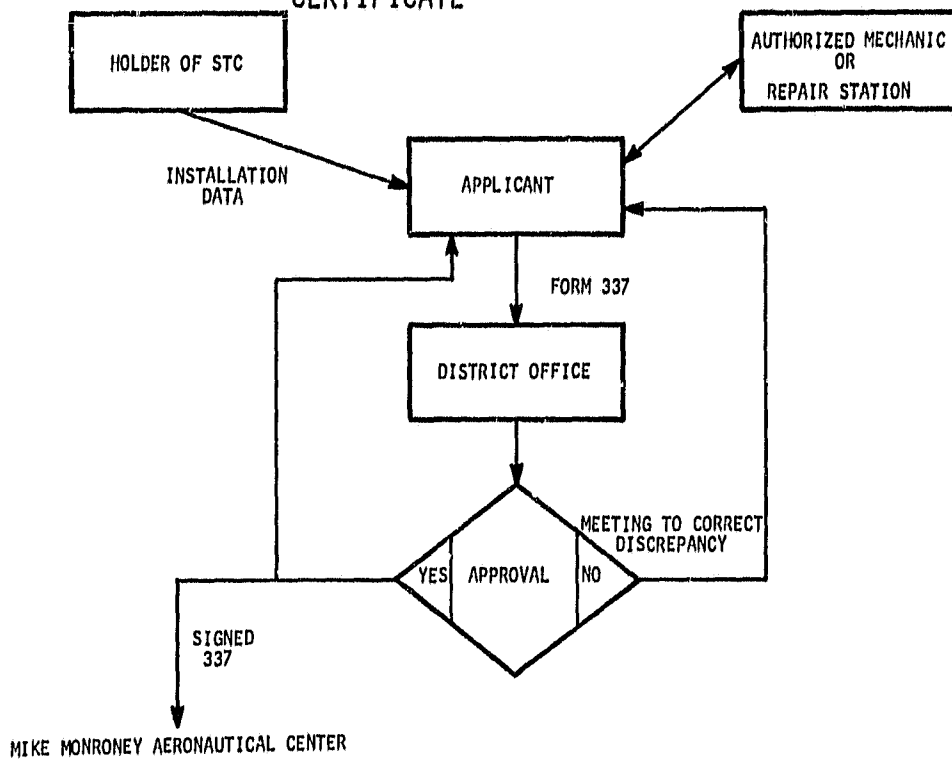 CERTIFICATE
HOLDER OF STC
AUTHORIZED MECHANIC
OR
REPAIR STATION
INSTALLATION
DATA
APPLICANT
FORM 337
DISTRICT OFFICE
MEETING TO CORRECT
DISCREPANCY
YES
APPROVAL
NO
SIGNED
337
MIKE MONRONEY AERONAUTICAL CENTER